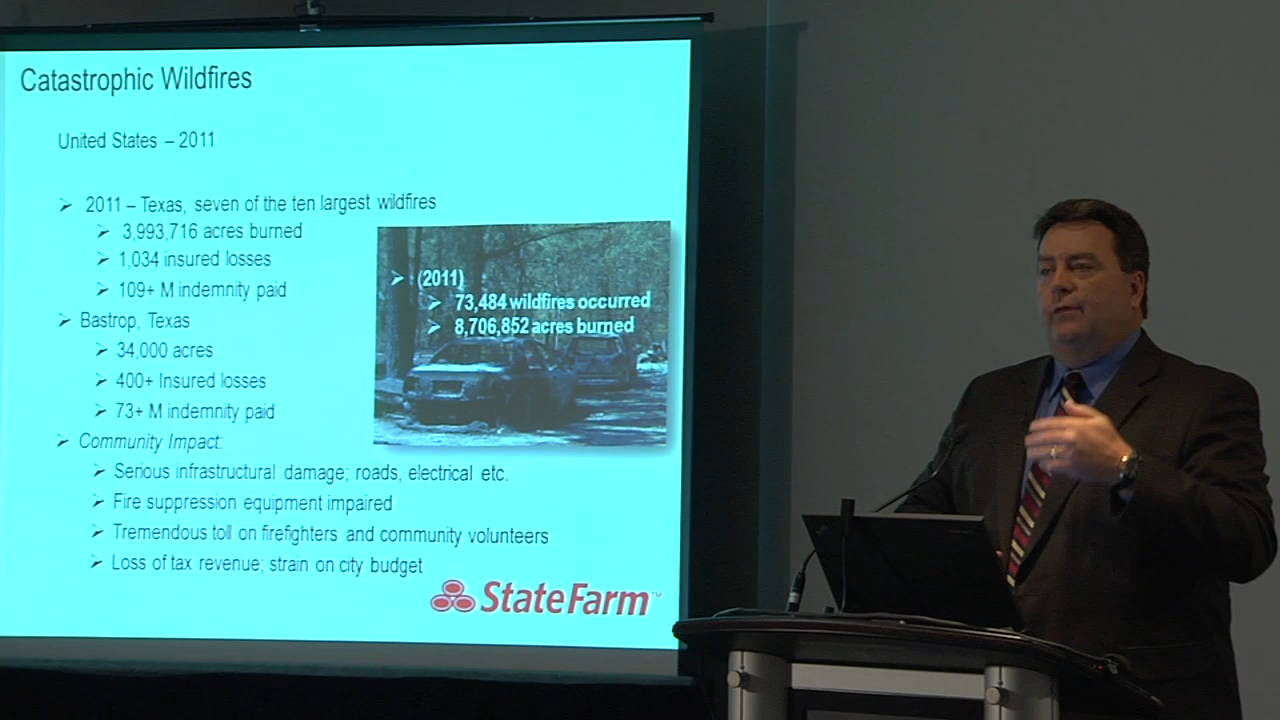 Catastrophic Wildfires
United States – 2011
➢ 2011 – Texas, seven of the ten largest wildfires
➢ 3,993,716 acres burned
➢ 1,034 insured losses
➢ 109+ M indemnity paid
➢ (2011)
➢ 73,484 wildfires occurred
➢ 8,706,852 acres burned
➢ Bastrop, Texas
➢ 34,000 acres
➢ 400+ Insured losses
➢ 73+ M indemnity paid
➢ Community Impact:
➢ Serious infrastructural damage; roads, electrical etc.
➢ Fire suppression equipment impaired
➢ Tremendous toll on firefighters and community volunteers
➢ Loss of tax revenue; strain on city budget
StateFarm™